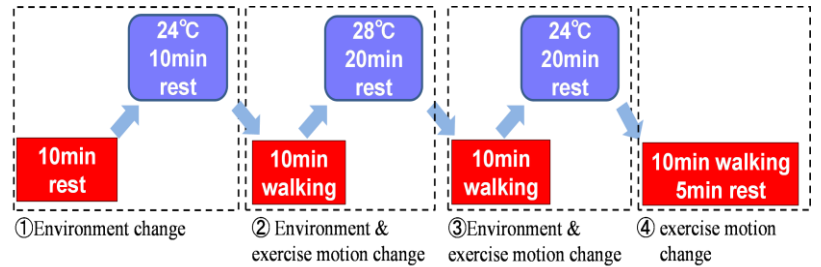 24℃
10min
rest
10min
rest
①Environment change
28℃
20min
rest
10min
walking
② Environment &
exercise motion change
24℃
20min
rest
10min
walking
③Environment &
exercise motion change
10min walking
5min rest
④ exercise motion
change